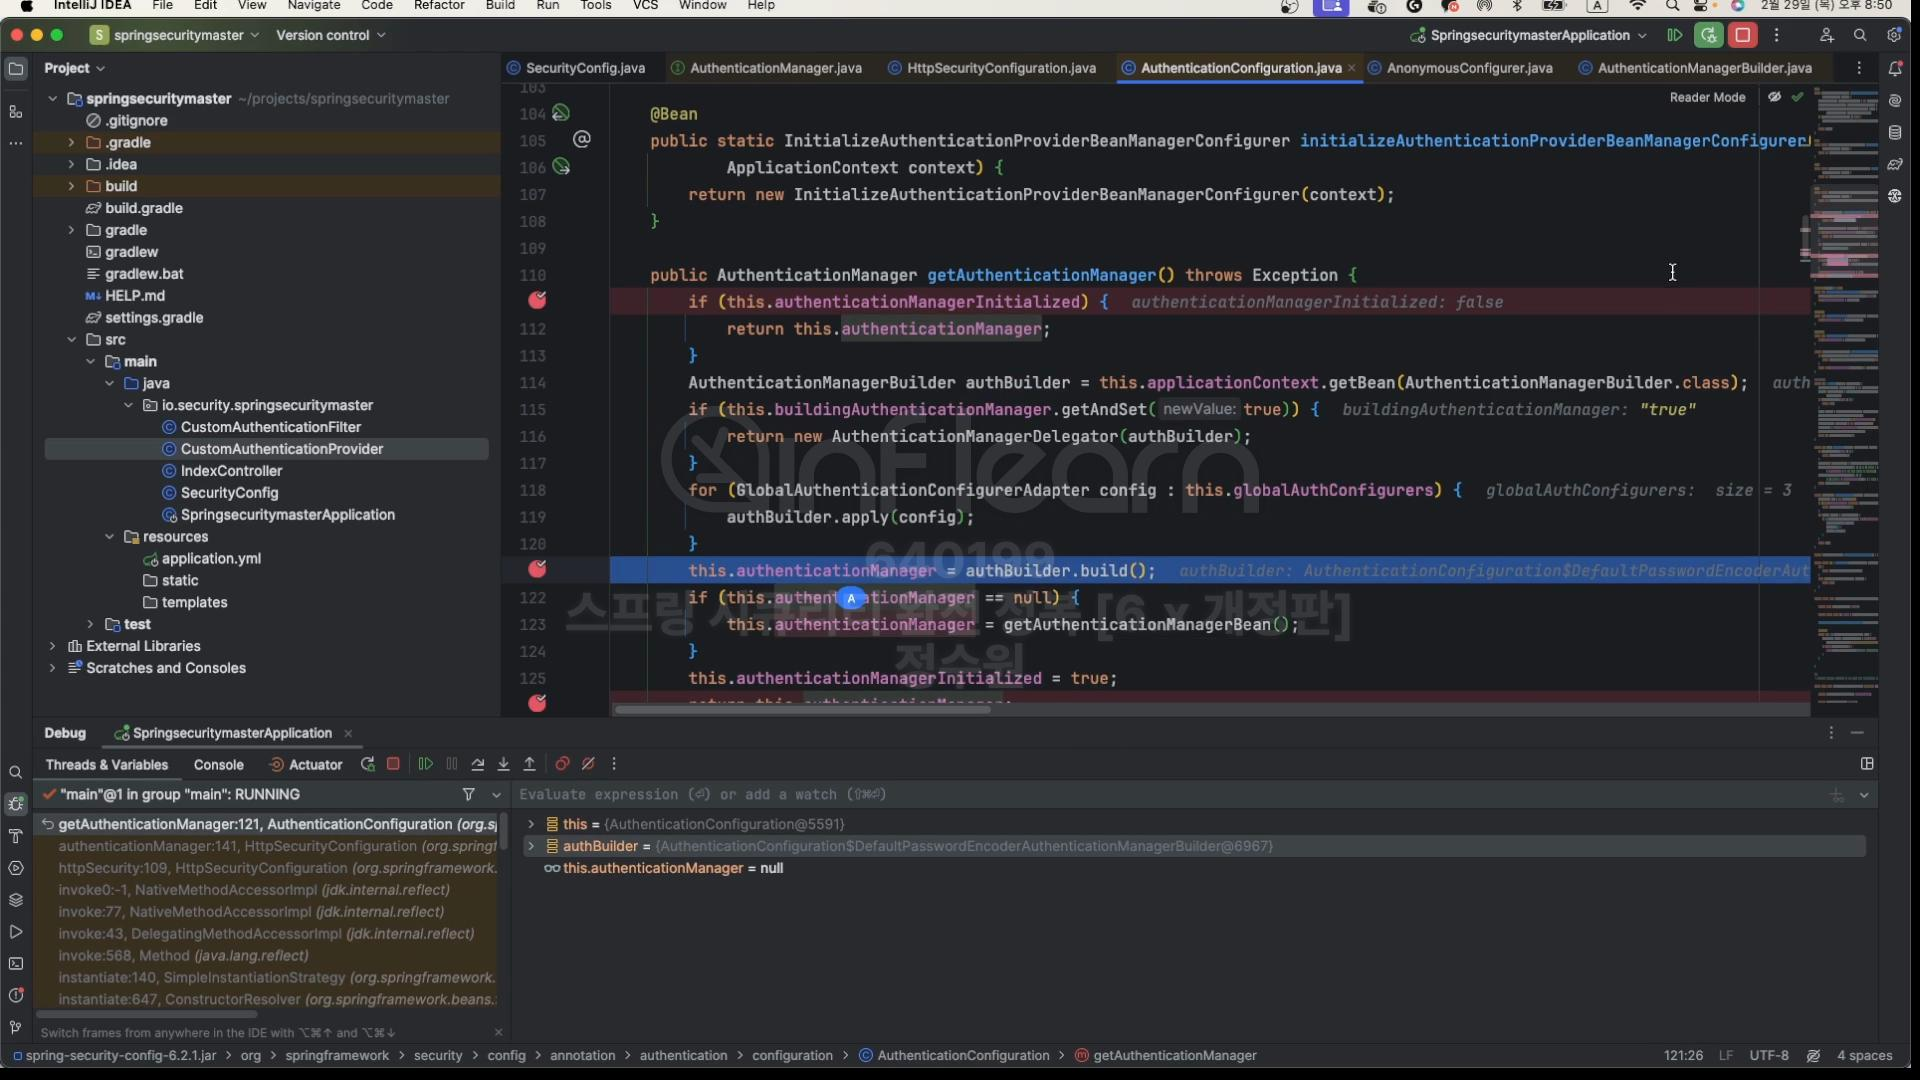 IntelliJ IDEA File Edit View Navigate Code Refactor Build Run Tools VCS Window Help
A 2월 29일 (목) 오후 8:50
S springsecuritymaster Version control SpringsecuritymasterApplication
Project
SecurityConfig.java AuthenticationManager.java HttpSecurityConfiguration.java AuthenticationConfiguration.java AnonymousConfigurer.java AuthenticationManagerBuilder.java
Reader Mode
springsecuritymaster ~/projects/springsecuritymaster
.gitignore
.gradle
.idea
build
build.gradle
gradle
gradlew
gradlew.bat
M↓ HELP.md
settings.gradle
src
main
java
io.security.springsecuritymaster
CustomAuthenticationFilter
CustomAuthenticationProvider
IndexController
SecurityConfig
SpringsecuritymasterApplication
resources
application.yml
static
templates
test
External Libraries
Scratches and Consoles
103
104 @Bean
105 public static InitializeAuthenticationProviderBeanManagerConfigurer initializeAuthenticationProviderBeanManagerConfigurer
106 ApplicationContext context) {
107 return new InitializeAuthenticationProviderBeanManagerConfigurer(context);
108 }
109
110 public AuthenticationManager getAuthenticationManager() throws Exception {
if (this.authenticationManagerInitialized) { authenticationManagerInitialized: false
112 return this.authenticationManager;
113 }
114 AuthenticationManagerBuilder authBuilder = this.applicationContext.getBean(AuthenticationManagerBuilder.class); auth
115 if (this.buildingAuthenticationManager.getAndSet( newValue: true)) { buildingAuthenticationManager: "true"
116 return new AuthenticationManagerDelegator(authBuilder);
117 }
118 for (GlobalAuthenticationConfigurerAdapter config : this.globalAuthConfigurers) { globalAuthConfigurers: size = 3
119 authBuilder.apply(config);
120 }
this.authenticationManager = authBuilder.build(); authBuilder: AuthenticationConfiguration$DefaultPasswordEncoderAut
122 if (this.authenticationManager == null) {
123 this.authenticationManager = getAuthenticationManagerBean();
124 }
125 this.authenticationManagerInitialized = true;
return this.authenticationManager;
A
inflearn
640199
스프링 시큐리티 완전 정복 [6.x 개정판]
정수원
Debug SpringsecuritymasterApplication
Threads & Variables Console Actuator
"main"@1 in group "main": RUNNING
Evaluate expression (⏎) or add a watch (⇧⌘⏎)
getAuthenticationManager:121, AuthenticationConfiguration (org.s
authenticationManager:141, HttpSecurityConfiguration (org.springf
httpSecurity:109, HttpSecurityConfiguration (org.springframework.
invoke0:-1, NativeMethodAccessorImpl (jdk.internal.reflect)
invoke:77, NativeMethodAccessorImpl (jdk.internal.reflect)
invoke:43, DelegatingMethodAccessorImpl (jdk.internal.reflect)
invoke:568, Method (java.lang.reflect)
instantiate:140, SimpleInstantiationStrategy (org.springframework.
instantiate:647, ConstructorResolver (org.springframework.beans.
this = {AuthenticationConfiguration@5591}
authBuilder = {AuthenticationConfiguration$DefaultPasswordEncoderAuthenticationManagerBuilder@6967}
this.authenticationManager = null
Switch frames from anywhere in the IDE with ⌥⌘↑ and ⌥⌘↓
spring-security-config-6.2.1.jar > org > springframework > security > config > annotation > authentication > configuration > AuthenticationConfiguration > getAuthenticationManager
121:26 LF UTF-8 4 spaces